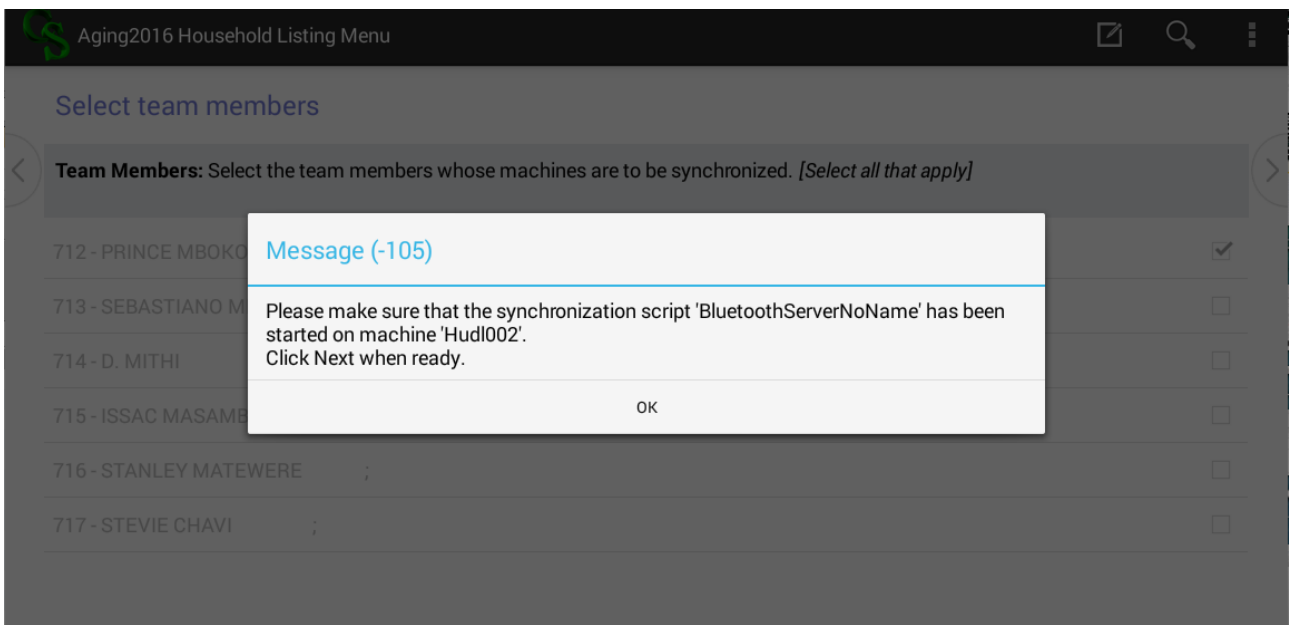 Aging2016 Household Listing Menu
Select team members
Team Members: Select the team members whose machines are to be synchronized. [Select all that apply]
712 - PRINCE MBOKO
Message (-105)
713 - SEBASTIANO M
Please make sure that the synchronization script 'BluetoothServerNoName' has been
started on machine 'Hudl002'.
Click Next when ready.
714 - D. MITHI
715 - ISSAC MASAMB
OK
716 - STANLEY MATEWERE ;
717 - STEVIE CHAVI ;